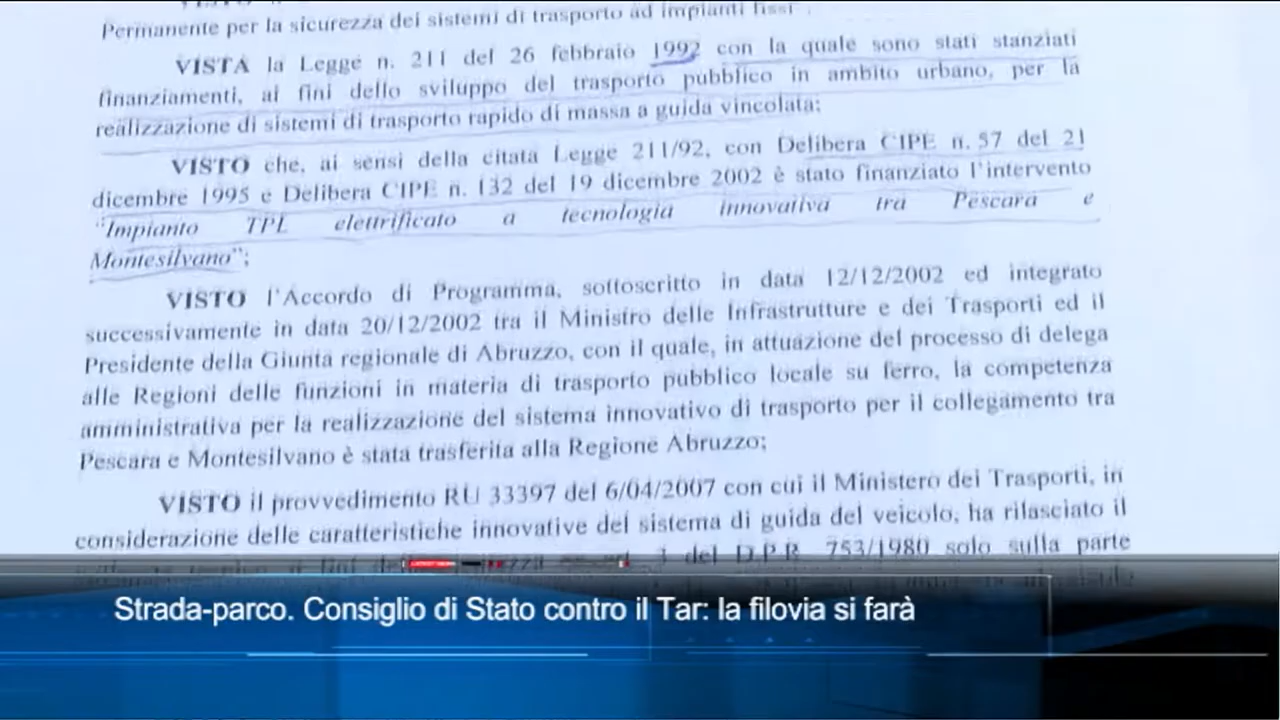 Permanente per la sicurezza dei sistemi di trasporto ad impianti fissi".
VISTA la Legge n. 211 del 26 febbraio 1992 con la quale sono stati stanziati
finanziamenti, ai fini dello sviluppo del trasporto pubblico in ambito urbano, per la
realizzazione di sistemi di trasporto rapido di massa a guida vincolata;
VISTO che, ai sensi della citata Legge 211/92, con Delibera CIPE n. 57 del 21
dicembre 1995 e Delibera CIPE n. 132 del 19 dicembre 2002 è stato finanziato l'intervento
"Impianto TPL elettrificato a tecnologia innovativa tra Pescara e
Montesilvano";
VISTO l'Accordo di Programma, sottoscritto in data 12/12/2002 ed integrato
successivamente in data 20/12/2002 tra il Ministro delle Infrastrutture e dei Trasporti ed il
Presidente della Giunta regionale di Abruzzo, con il quale, in attuazione del processo di delega
alle Regioni delle funzioni in materia di trasporto pubblico locale su ferro, la competenza
amministrativa per la realizzazione del sistema innovativo di trasporto per il collegamento tra
Pescara e Montesilvano è stata trasferita alla Regione Abruzzo;
VISTO il provvedimento RU 33397 del 6/04/2007 con cui il Ministero dei Trasporti, in
considerazione delle caratteristiche innovative del sistema di guida del veicolo, ha rilasciato il
3 del D.P.R. 753/1980 solo sulla parte
Strada-parco. Consiglio di Stato contro il Tar: la filovia si farà